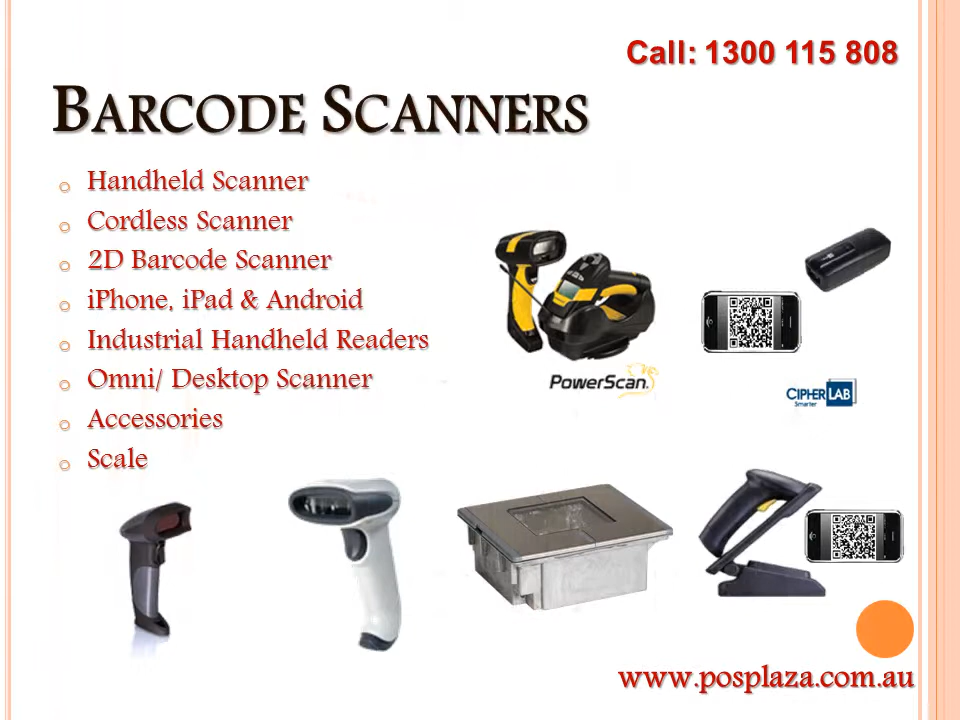 Call: 1300 115 808
BARCODE SCANNERS
Handheld Scanner
Cordless Scanner
2D Barcode Scanner
iPhone, iPad & Android
Industrial Handheld Readers
Omni/ Desktop Scanner
Accessories
Scale
PowerScan
CIPHERLAB
Smarter
www.posplaza.com.au